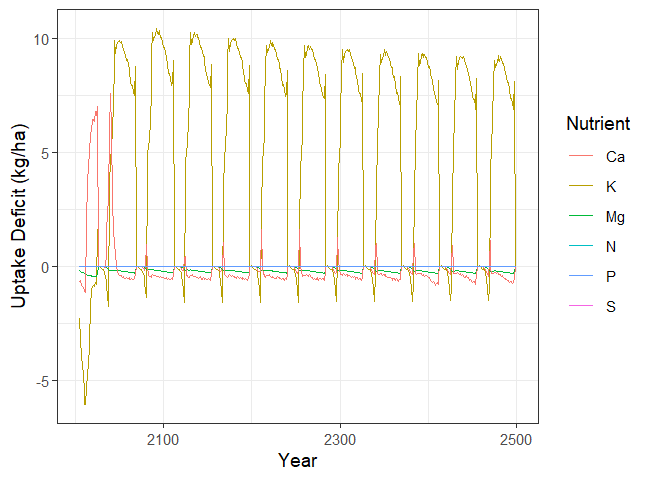 10
5
0
-5
2100
2300
2500
Year
Uptake Deficit (kg/ha)
Nutrient
Ca
K
Mg
N
P
S